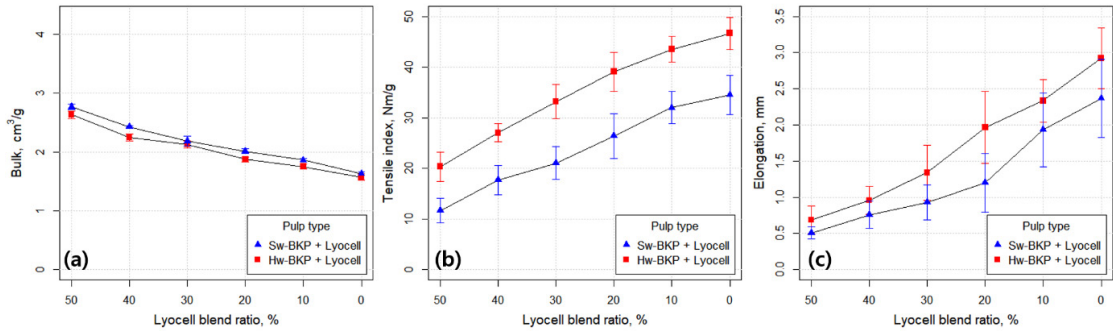 4
3
2
1
0
Bulk, cm³/g
Pulp type
Sw-BKP + Lyocell
Hw-BKP + Lyocell
(a)
50 40 30 20 10 0
Lyocell blend ratio, %
50
40
30
20
10
0
Tensile index, Nm/g
Pulp type
Sw-BKP + Lyocell
Hw-BKP + Lyocell
(b)
50 40 30 20 10 0
Lyocell blend ratio, %
3.5
3.0
2.5
2.0
1.5
1.0
0.5
0.0
Elongation, mm
Pulp type
Sw-BKP + Lyocell
Hw-BKP + Lyocell
(c)
50 40 30 20 10 0
Lyocell blend ratio, %